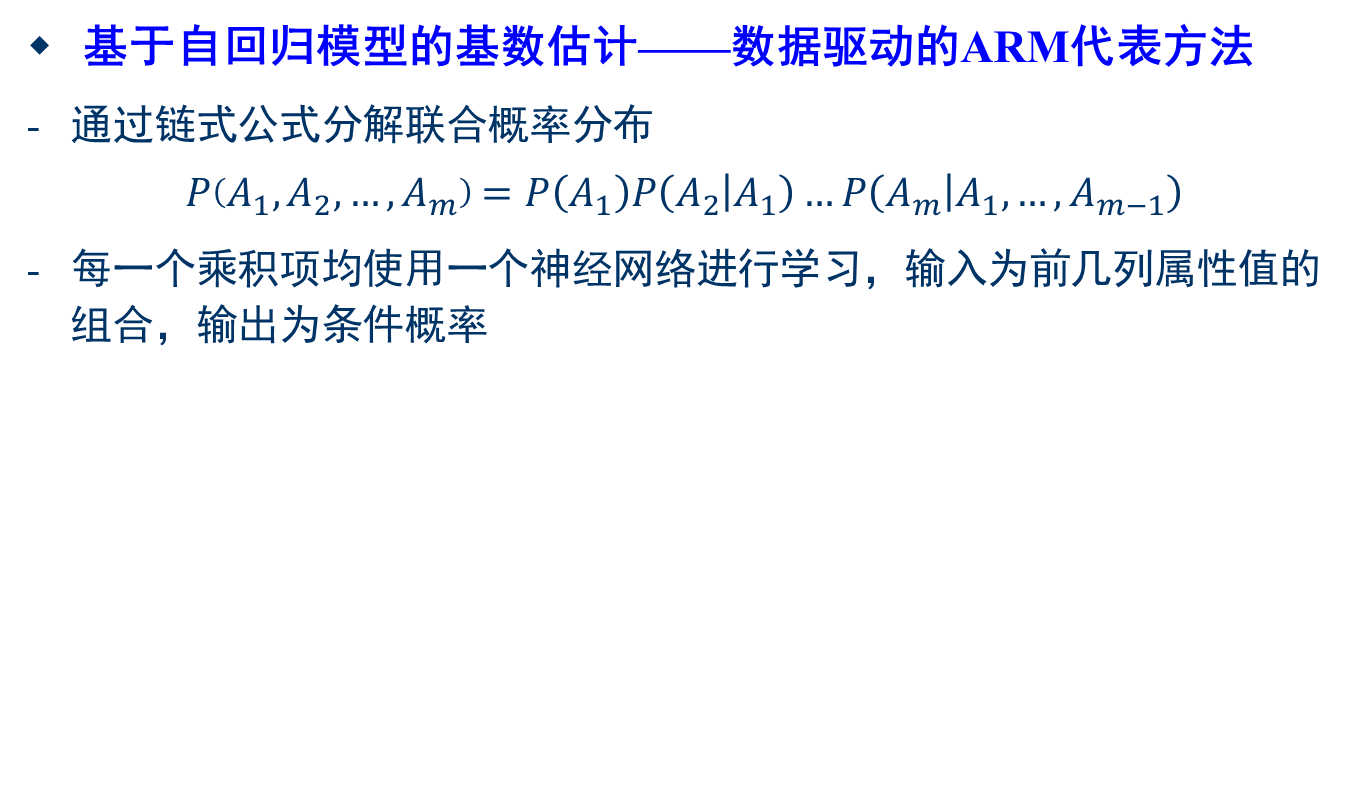 ◆ 基于自回归模型的基数估计——数据驱动的ARM代表方法
- 通过链式公式分解联合概率分布
P(A₁, A₂, … , Aₘ) = P(A₁)P(A₂|A₁) … P(Aₘ|A₁, … , Aₘ₋₁)
- 每一个乘积项均使用一个神经网络进行学习，输入为前几列属性值的
组合，输出为条件概率